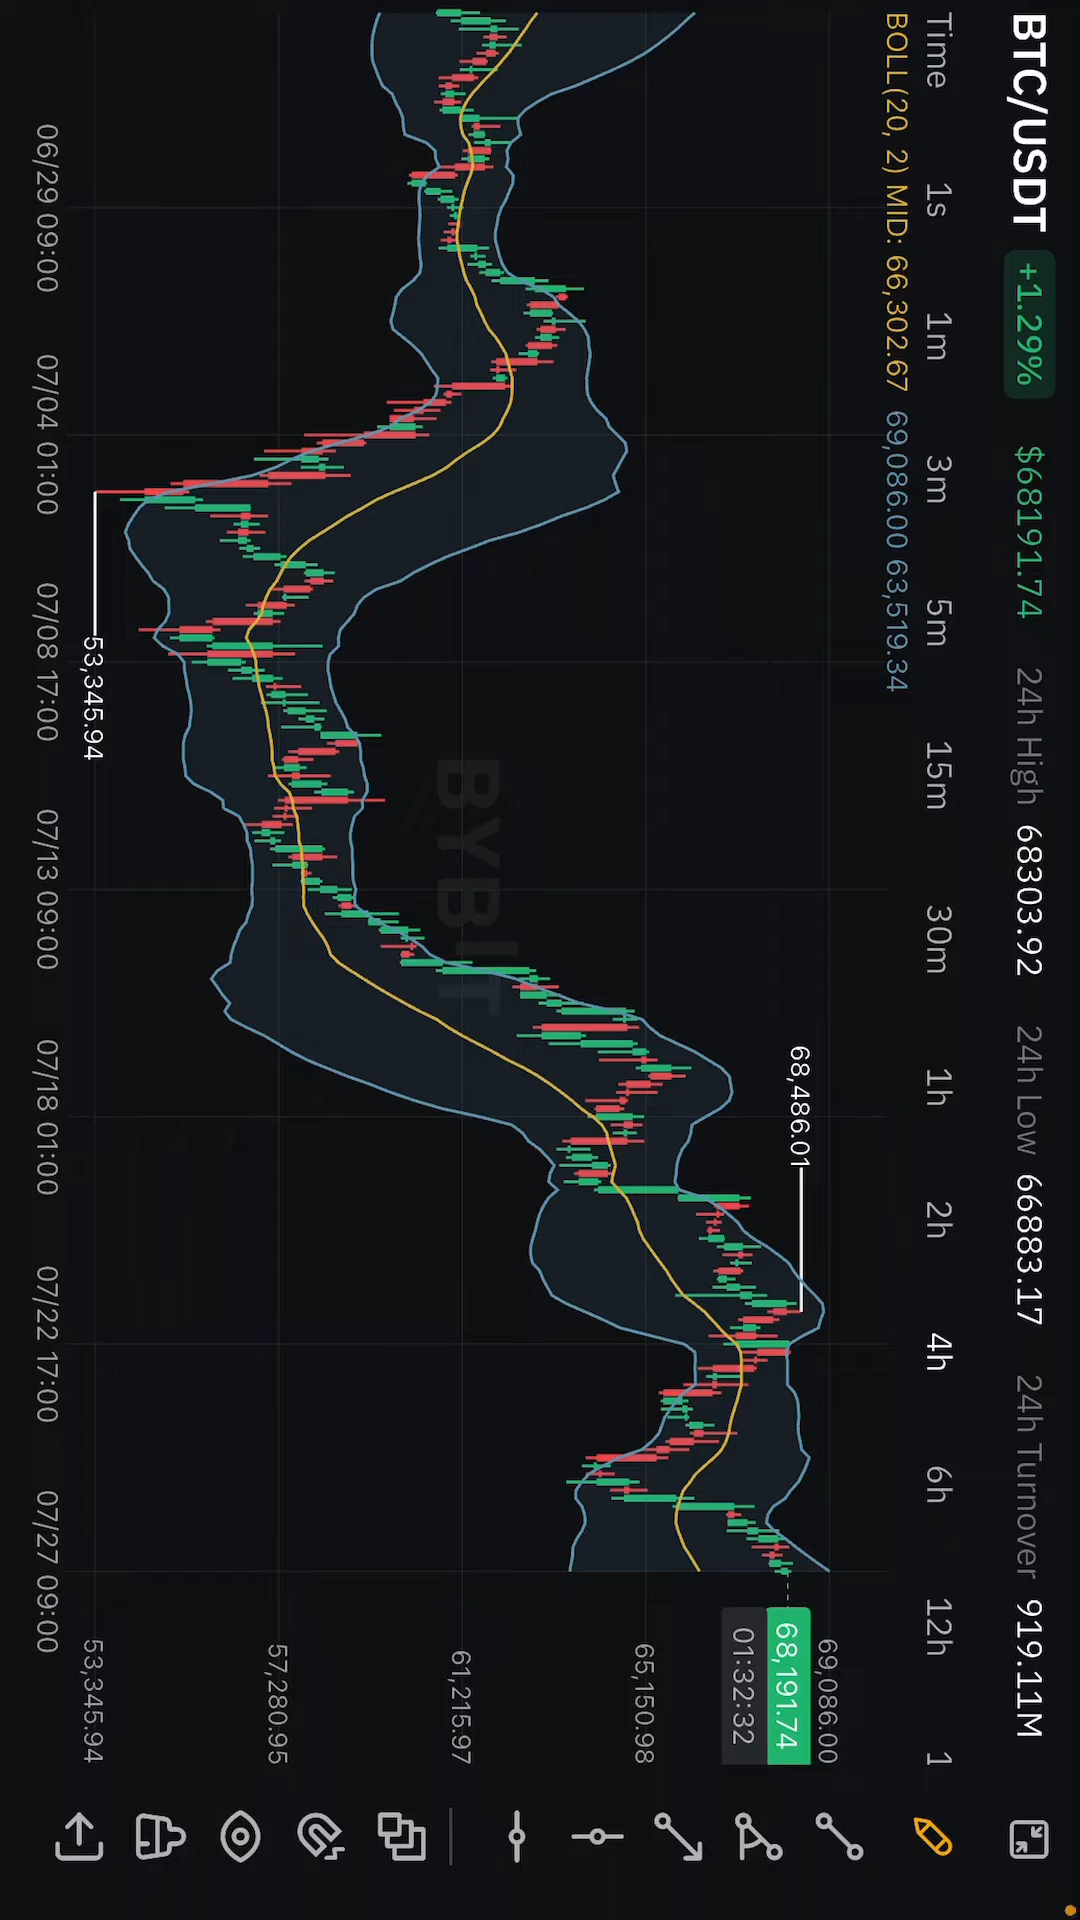 BTC/USDT +1.29% $68191.74 24h High 68303.92 24h Low 66883.17 24h Turnover 919.11M
Time 1s 1m 3m 5m 15m 30m 1h 2h 4h 6h 12h 1
BOLL(20, 2) MID: 66,302.67 69,086.00 63,519.34
69,086.00
68,486.01
68,191.74
01:32:32
65,150.98
BYBIT
61,215.97
57,280.95
53,345.94
53,345.94
06/29 09:00 07/04 01:00 07/08 17:00 07/13 09:00 07/18 01:00 07/22 17:00 07/27 09:00